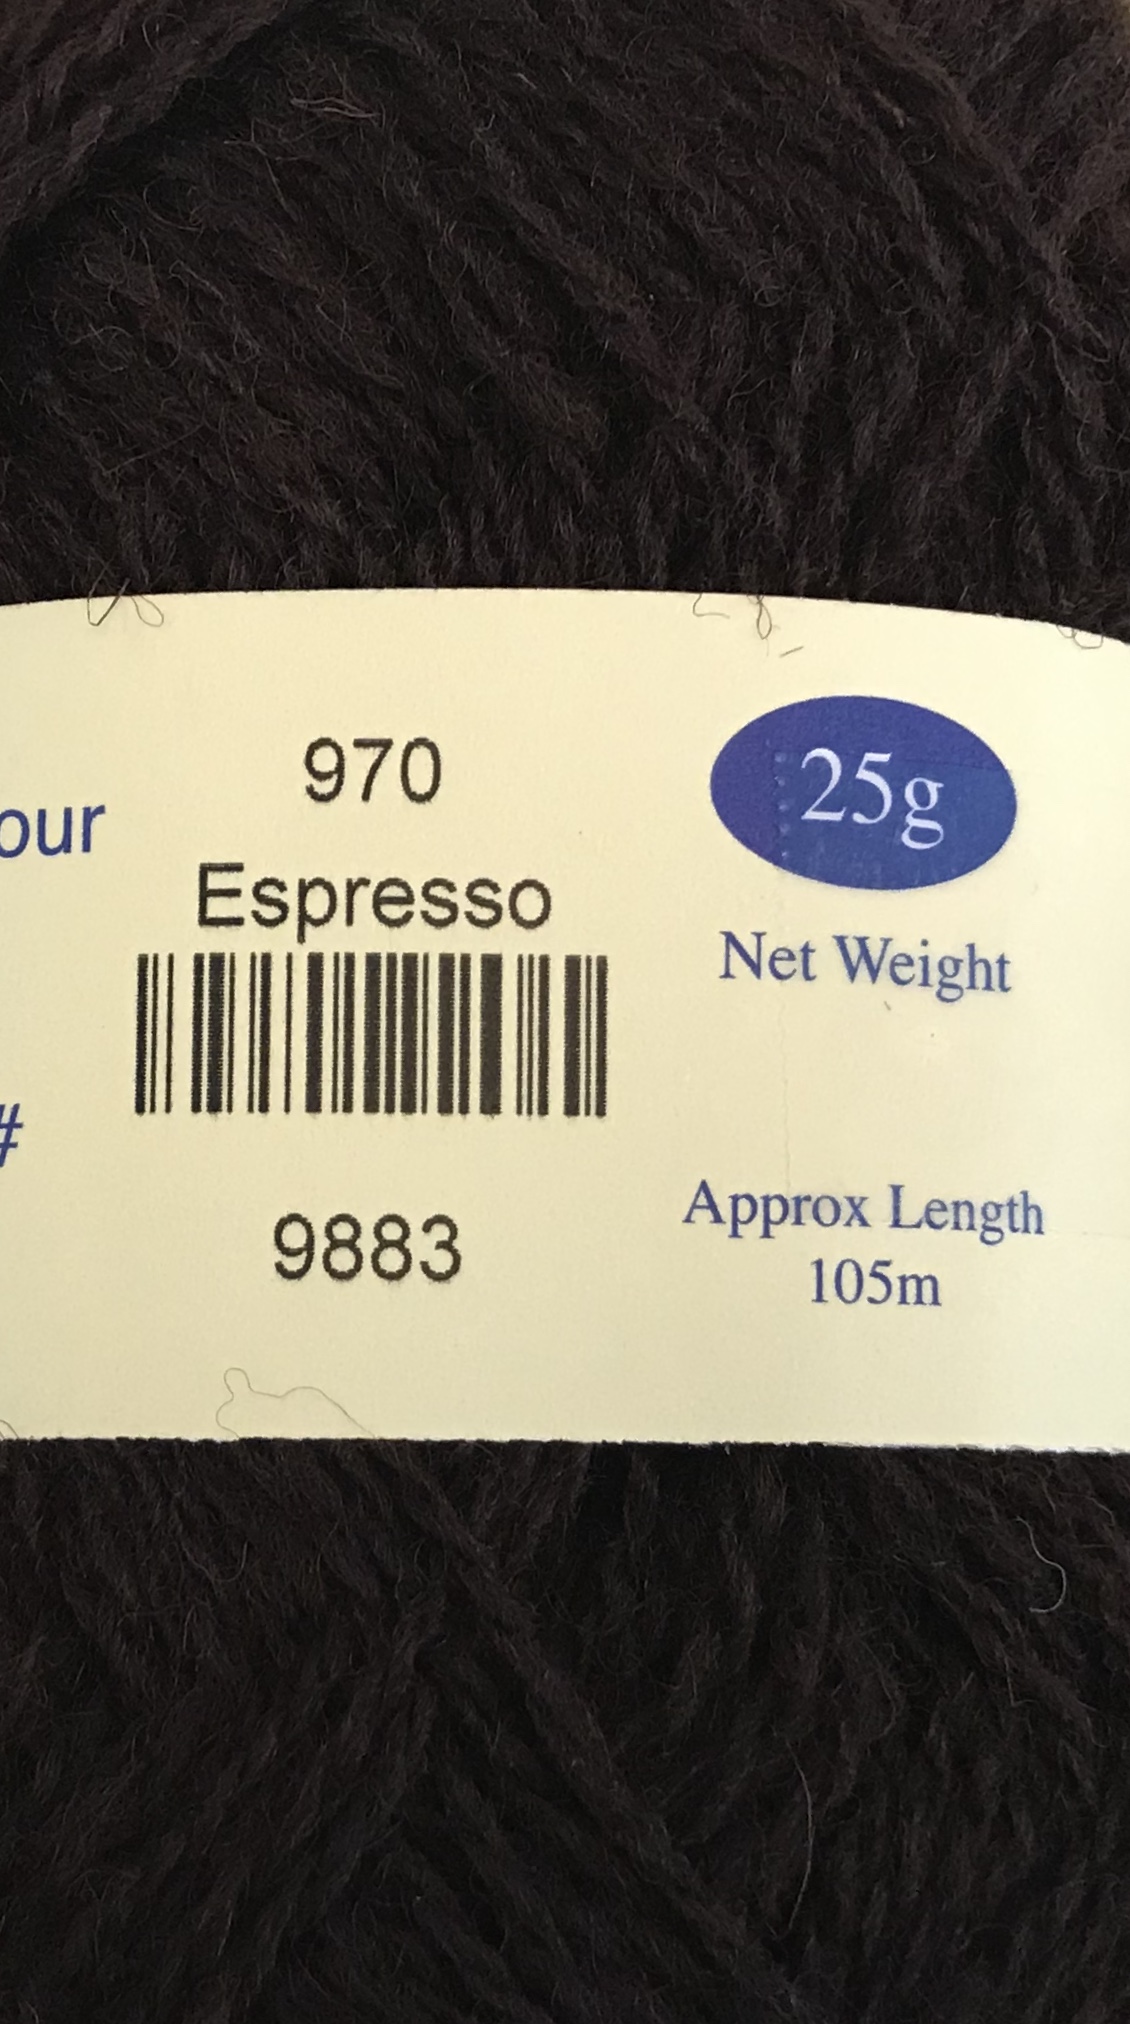 our
970
Espresso
#
9883
25g
Net Weight
Approx Length
105m